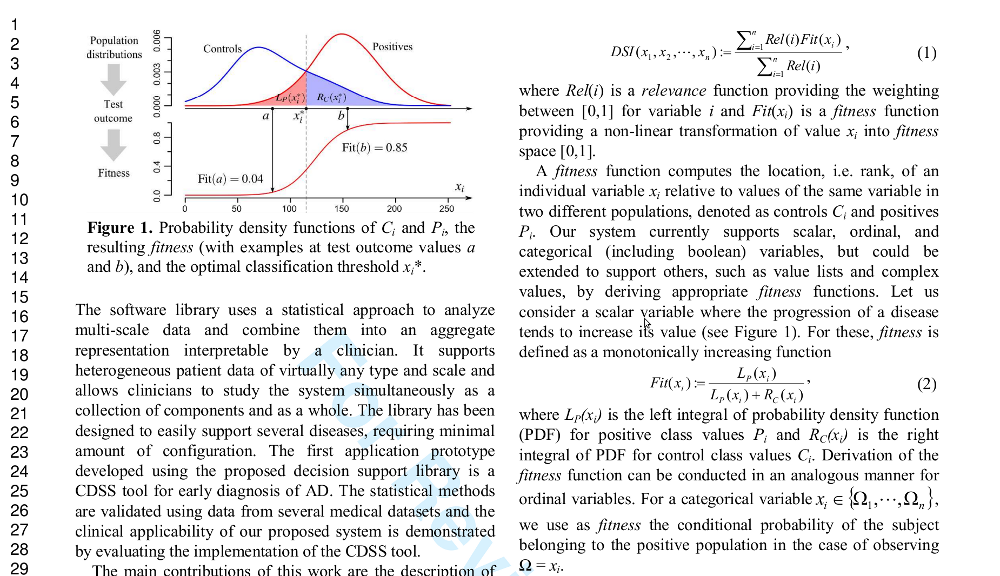 1
2
3
4
5
6
7
8
9
10
11
12
13
14
15
16
17
18
19
20
21
22
23
24
25
26
27
28
29
Population
distributions
Test
outcome
Fitness
0.006
0.003
0.000
0.8
0.4
0.0
Controls
Positives
L_P(x_i*)
R_C(x_i*)
a
x_i*
b
Fit(b) = 0.85
Fit(a) = 0.04
x_i
0 50 100 150 200 250
Figure 1. Probability density functions of C_i and P_i, the
resulting fitness (with examples at test outcome values a
and b), and the optimal classification threshold x_i*.
The software library uses a statistical approach to analyze
multi-scale data and combine them into an aggregate
representation interpretable by a clinician. It supports
heterogeneous patient data of virtually any type and scale and
allows clinicians to study the system simultaneously as a
collection of components and as a whole. The library has been
designed to easily support several diseases, requiring minimal
amount of configuration. The first application prototype
developed using the proposed decision support library is a
CDSS tool for early diagnosis of AD. The statistical methods
are validated using data from several medical datasets and the
clinical applicability of our proposed system is demonstrated
by evaluating the implementation of the CDSS tool.
The main contributions of this work are the description of
DSI(x_1, x_2, ⋯, x_n) := ∑_{i=1}^n Rel(i)Fit(x_i) / ∑_{i=1}^n Rel(i) , (1)
where Rel(i) is a relevance function providing the weighting
between [0,1] for variable i and Fit(x_i) is a fitness function
providing a non-linear transformation of value x_i into fitness
space [0,1].
A fitness function computes the location, i.e. rank, of an
individual variable x_i relative to values of the same variable in
two different populations, denoted as controls C_i and positives
P_i. Our system currently supports scalar, ordinal, and
categorical (including boolean) variables, but could be
extended to support others, such as value lists and complex
values, by deriving appropriate fitness functions. Let us
consider a scalar variable where the progression of a disease
tends to increase its value (see Figure 1). For these, fitness is
defined as a monotonically increasing function
Fit(x_i) := L_P(x_i) / (L_P(x_i) + R_C(x_i)) , (2)
where L_P(x_i) is the left integral of probability density function
(PDF) for positive class values P_i and R_C(x_i) is the right
integral of PDF for control class values C_i. Derivation of the
fitness function can be conducted in an analogous manner for
ordinal variables. For a categorical variable x_i ∈ {Ω_1, ⋯, Ω_n},
we use as fitness the conditional probability of the subject
belonging to the positive population in the case of observing
Ω = x_i.
For Revi